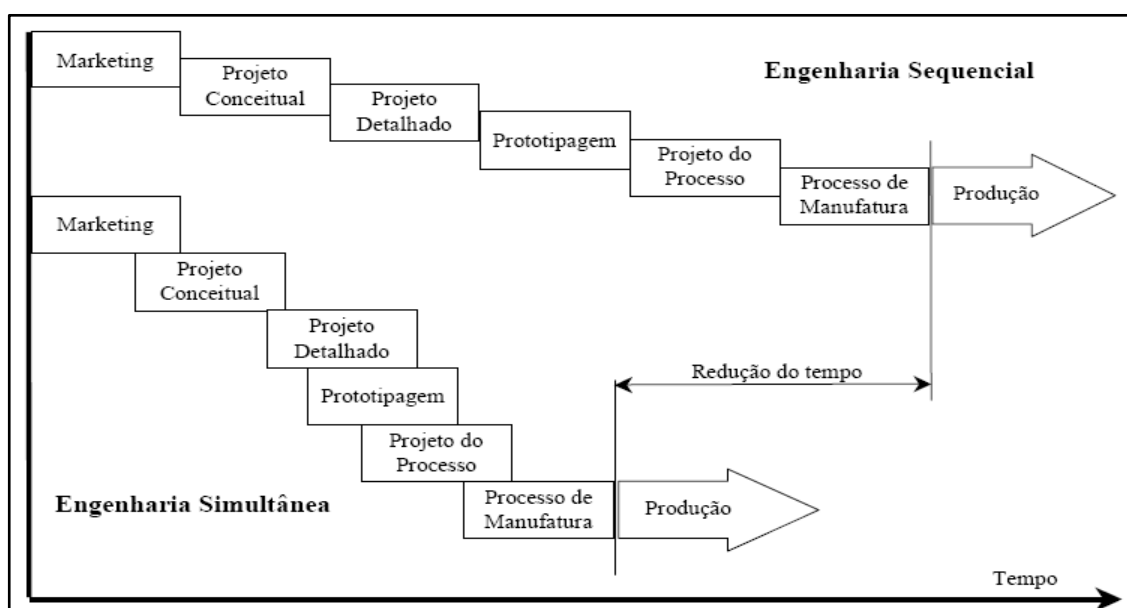 Marketing
Projeto
Conceitual
Projeto
Detalhado
Prototipagem
Projeto do
Processo
Processo de
Manufatura
Produção
Engenharia Sequencial
Marketing
Projeto
Conceitual
Projeto
Detalhado
Prototipagem
Projeto do
Processo
Processo de
Manufatura
Produção
Redução do tempo
Engenharia Simultânea
Tempo